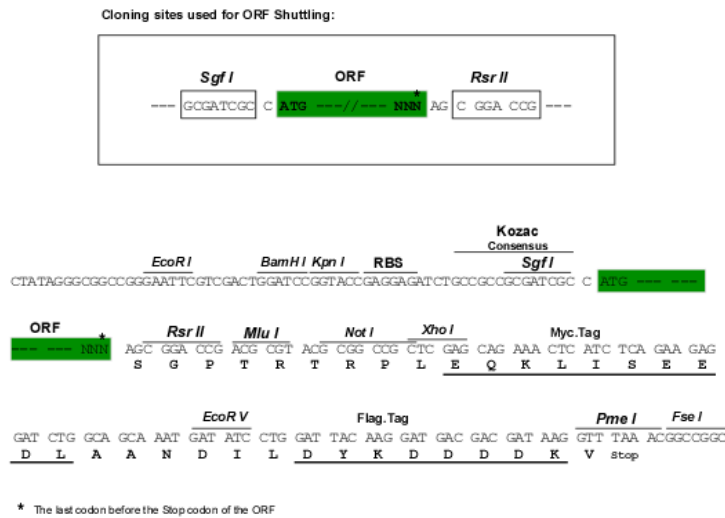 Cloning sites used for ORF Shuttling:
Sgf I ORF Rsr II
*
--- GCGATCGC C ATG ---//--- NNN AG C GGA CCG ---
Kozac
Consensus
EcoR I BamH I Kpn I RBS Sgf I
CTATAGGGCGGCCGGGAATTCGTCGACTGGATCCGGTACCGAGGAGATCTGCCGCCGCGATCGC C ATG --- ---
ORF
* Rsr II Mlu I Not I Xho I Myc.Tag
--- --- NNN AGC GGA CCG ACG CGT ACG CGG CCG CTC GAG CAG AAA CTC ATC TCA GAA GAG
S G P T R T R P L E Q K L I S E E
EcoR V Flag.Tag Pme I Fse I
GAT CTG GCA GCA AAT GAT ATC CTG GAT TAC AAG GAT GAC GAC GAT AAG GTT TAA ACGGCCGGC
D L A A N D I L D Y K D D D D K V Stop
* The last codon before the Stop codon of the ORF